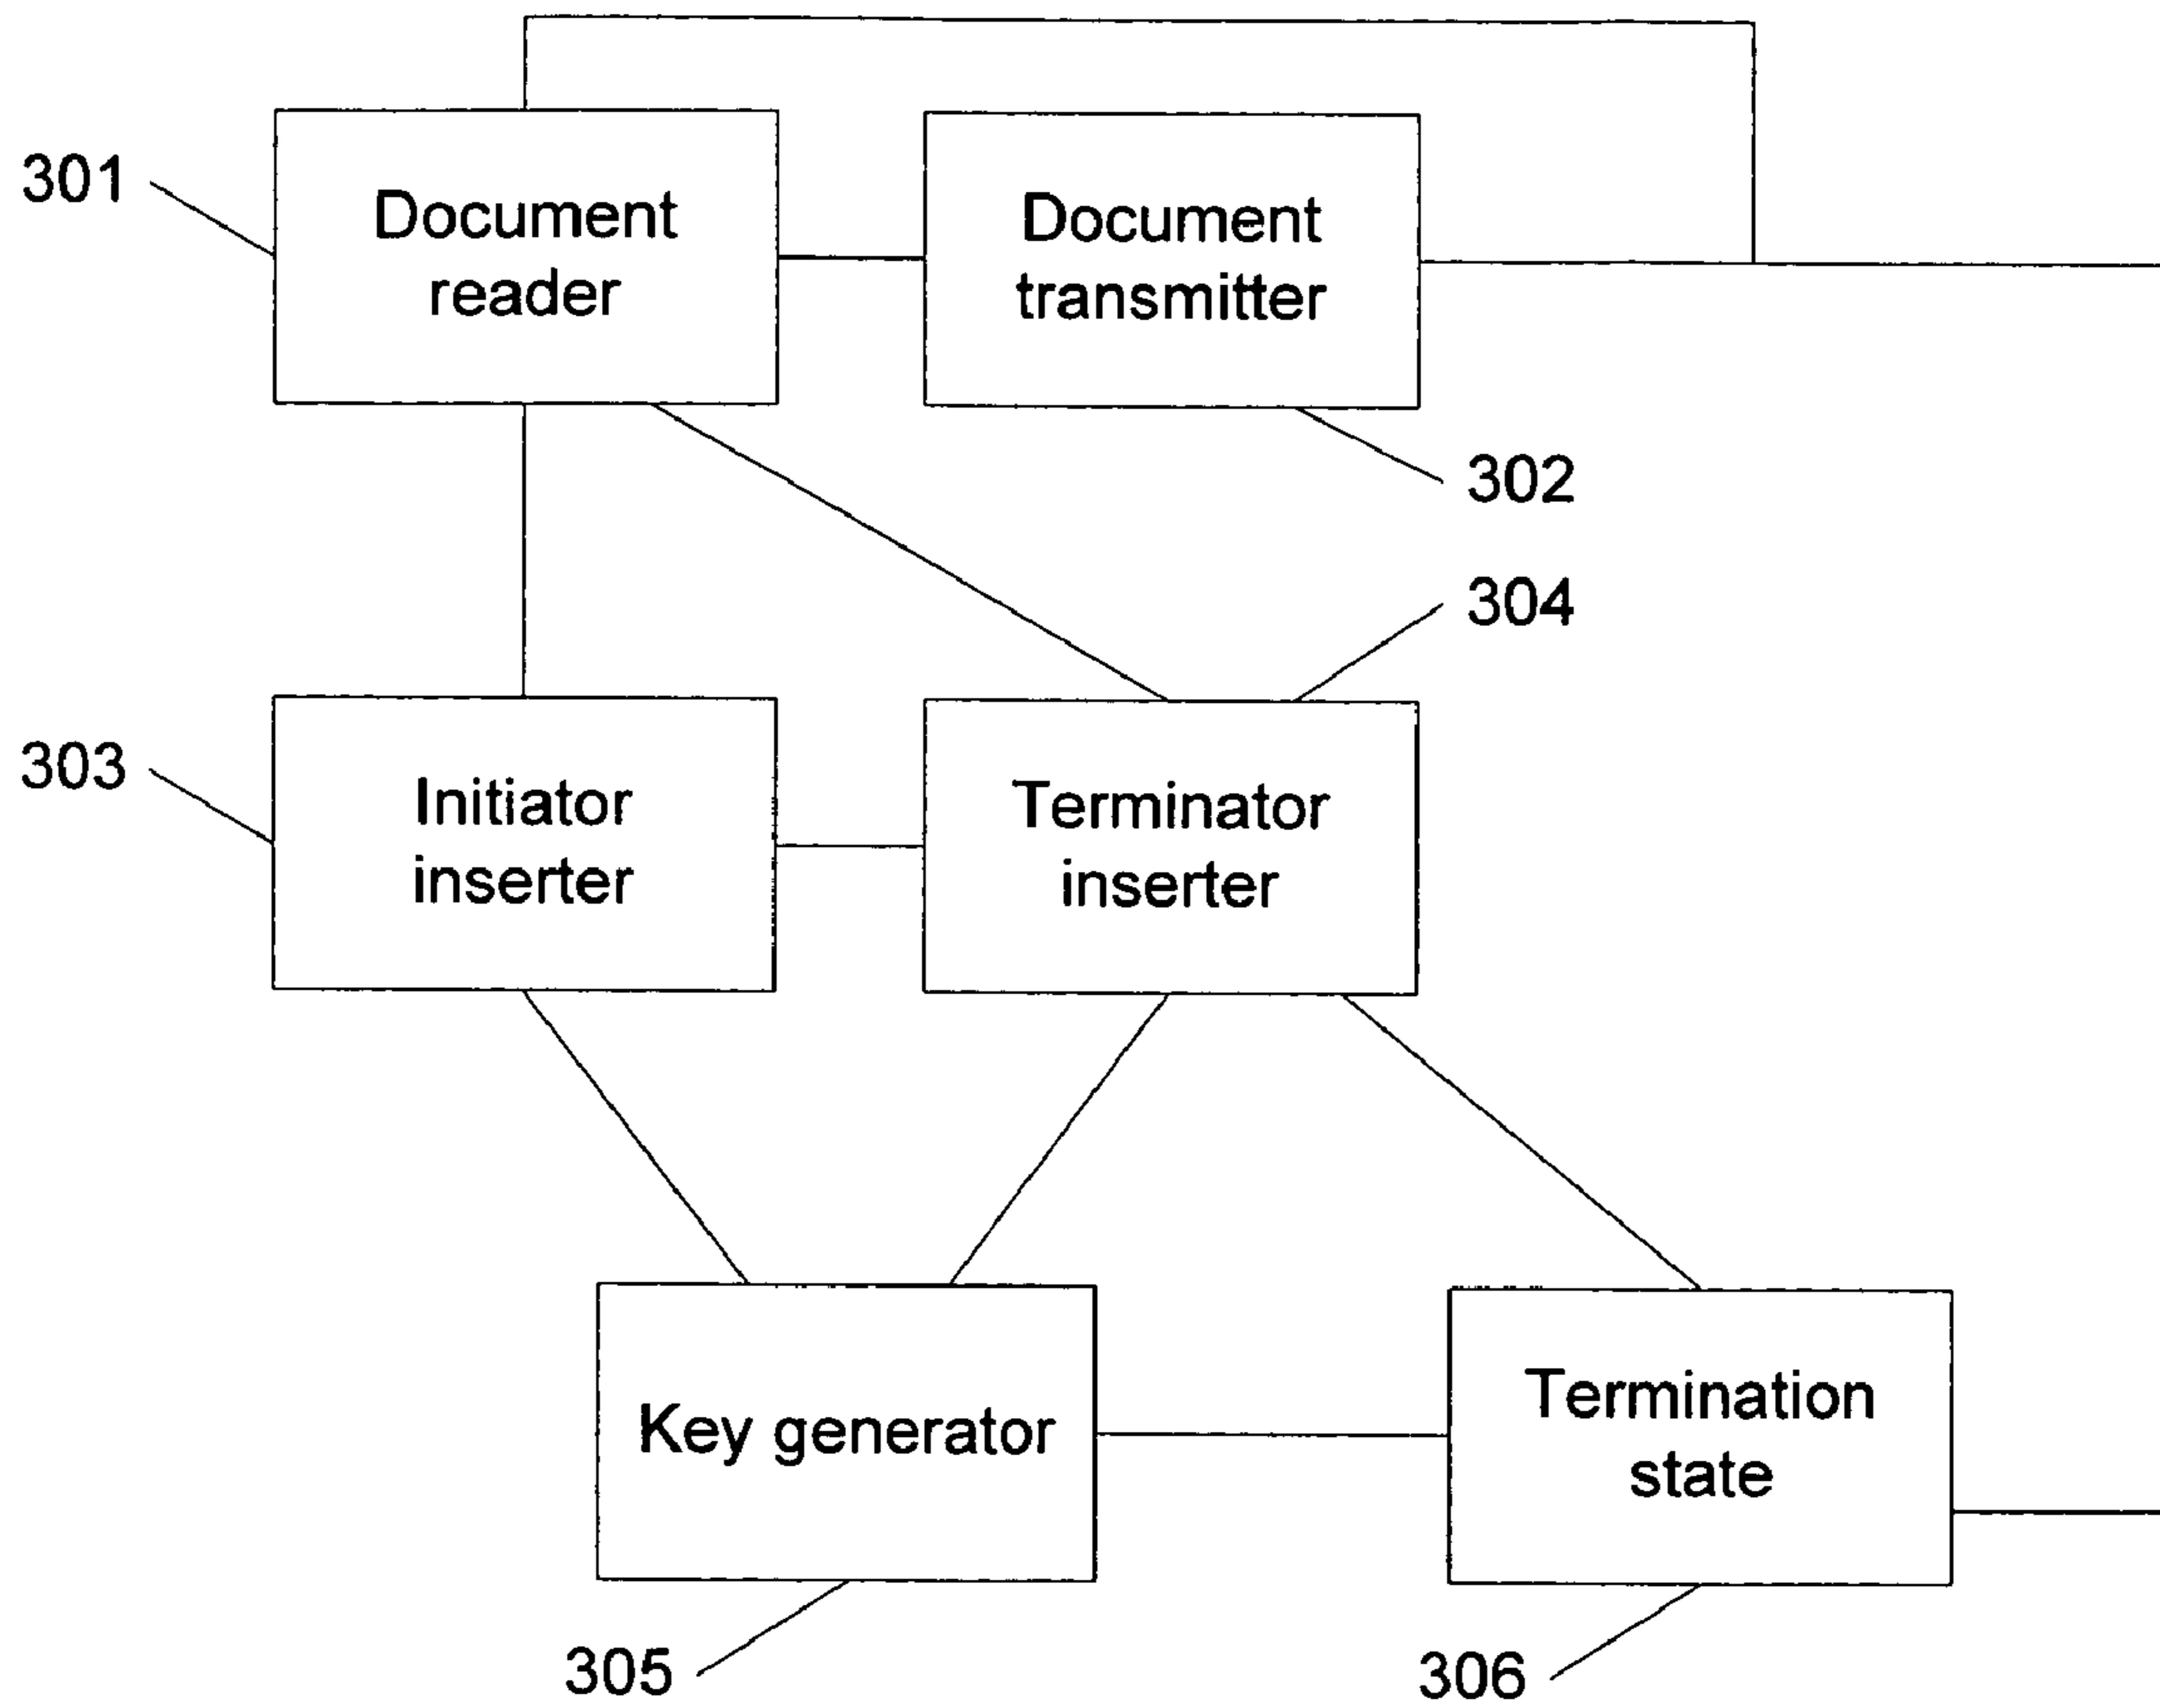 301
Document
reader
Document
transmitter
302
304
303
Initiator
inserter
Terminator
inserter
Key generator
Termination
state
305
306